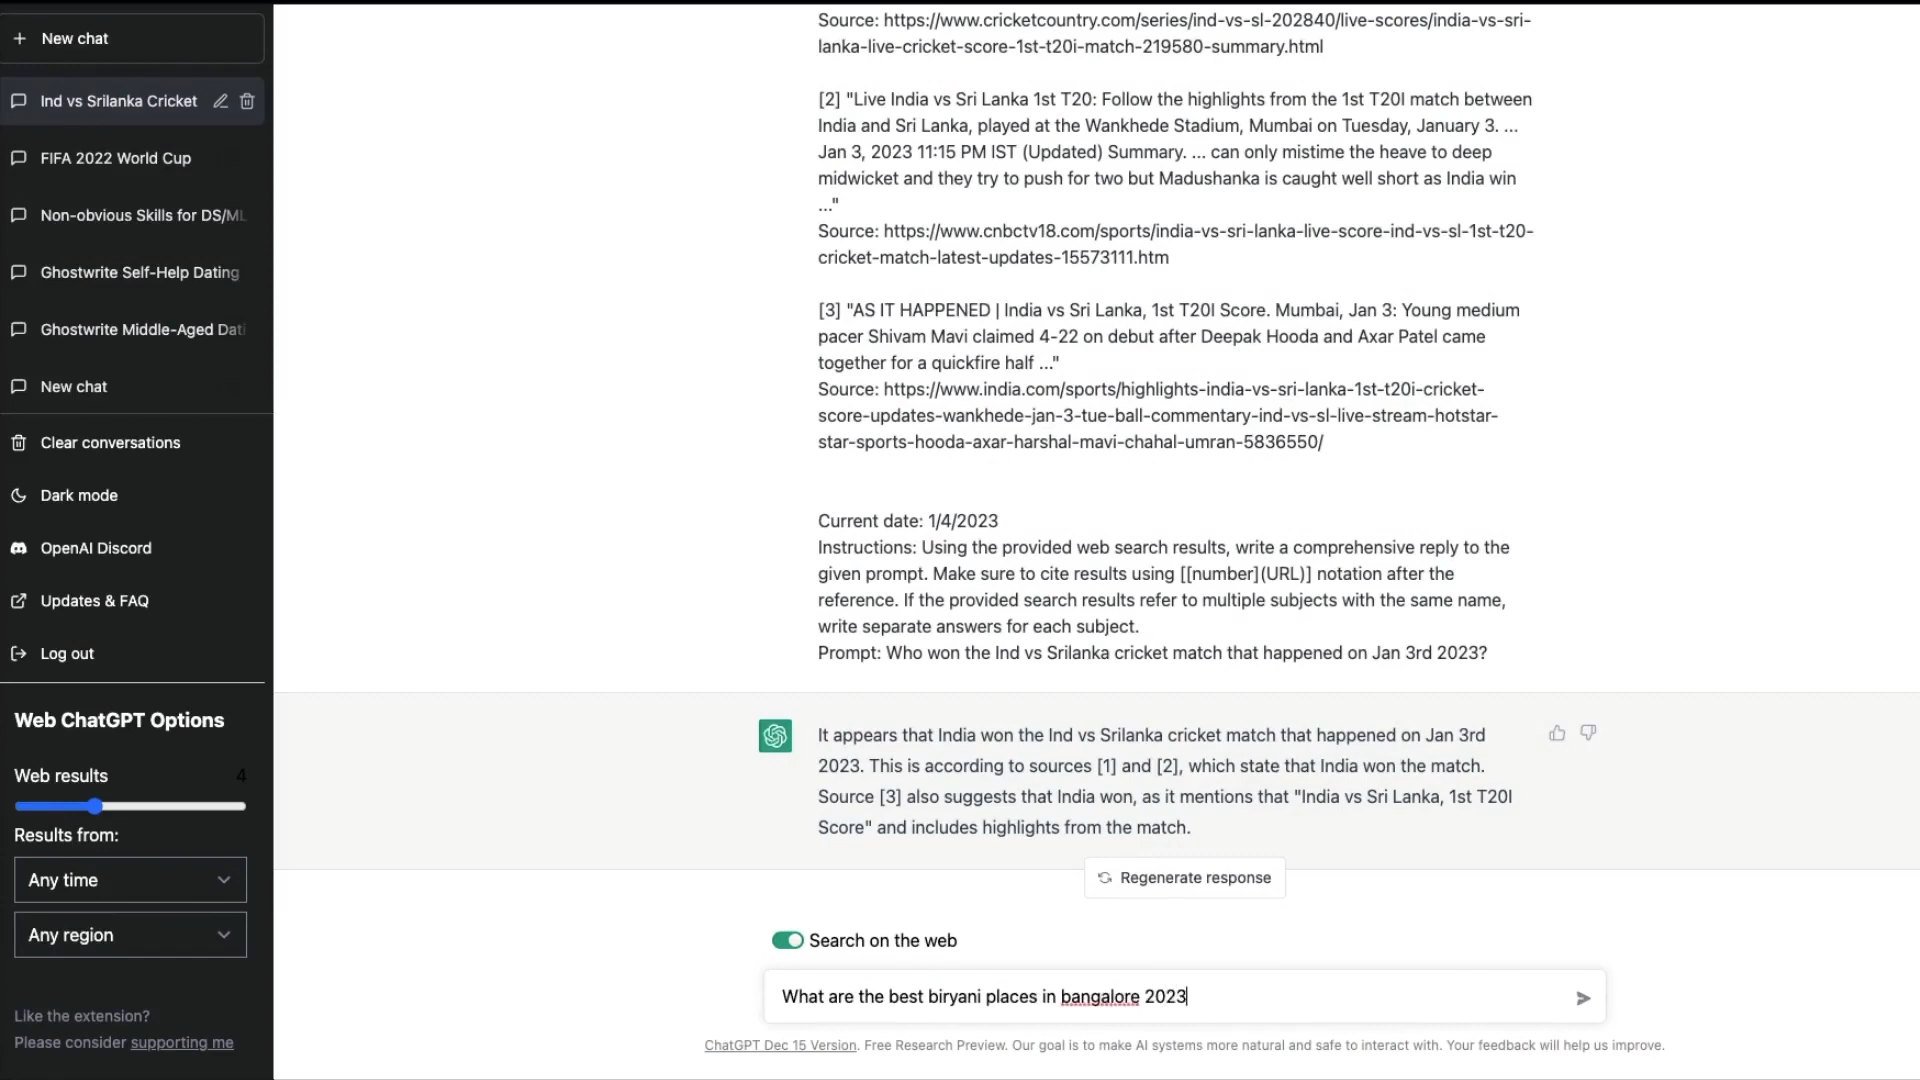 New chat
Ind vs Srilanka Cricket
FIFA 2022 World Cup
Non-obvious Skills for DS/ML
Ghostwrite Self-Help Dating
Ghostwrite Middle-Aged Dati
New chat
Clear conversations
Dark mode
OpenAI Discord
Updates & FAQ
Log out
Web ChatGPT Options
Web results 4
Results from:
Any time
Any region
Like the extension?
Please consider supporting me
Source: https://www.cricketcountry.com/series/ind-vs-sl-202840/live-scores/india-vs-sri-
lanka-live-cricket-score-1st-t20i-match-219580-summary.html
[2] "Live India vs Sri Lanka 1st T20: Follow the highlights from the 1st T20I match between
India and Sri Lanka, played at the Wankhede Stadium, Mumbai on Tuesday, January 3. ...
Jan 3, 2023 11:15 PM IST (Updated) Summary. ... can only mistime the heave to deep
midwicket and they try to push for two but Madushanka is caught well short as India win
..."
Source: https://www.cnbctv18.com/sports/india-vs-sri-lanka-live-score-ind-vs-sl-1st-t20-
cricket-match-latest-updates-15573111.htm
[3] "AS IT HAPPENED | India vs Sri Lanka, 1st T20I Score. Mumbai, Jan 3: Young medium
pacer Shivam Mavi claimed 4-22 on debut after Deepak Hooda and Axar Patel came
together for a quickfire half ..."
Source: https://www.india.com/sports/highlights-india-vs-sri-lanka-1st-t20i-cricket-
score-updates-wankhede-jan-3-tue-ball-commentary-ind-vs-sl-live-stream-hotstar-
star-sports-hooda-axar-harshal-mavi-chahal-umran-5836550/
Current date: 1/4/2023
Instructions: Using the provided web search results, write a comprehensive reply to the
given prompt. Make sure to cite results using [[number](URL)] notation after the
reference. If the provided search results refer to multiple subjects with the same name,
write separate answers for each subject.
Prompt: Who won the Ind vs Srilanka cricket match that happened on Jan 3rd 2023?
It appears that India won the Ind vs Srilanka cricket match that happened on Jan 3rd
2023. This is according to sources [1] and [2], which state that India won the match.
Source [3] also suggests that India won, as it mentions that "India vs Sri Lanka, 1st T20I
Score" and includes highlights from the match.
Regenerate response
Search on the web
What are the best biryani places in bangalore 2023
ChatGPT Dec 15 Version. Free Research Preview. Our goal is to make AI systems more natural and safe to interact with. Your feedback will help us improve.